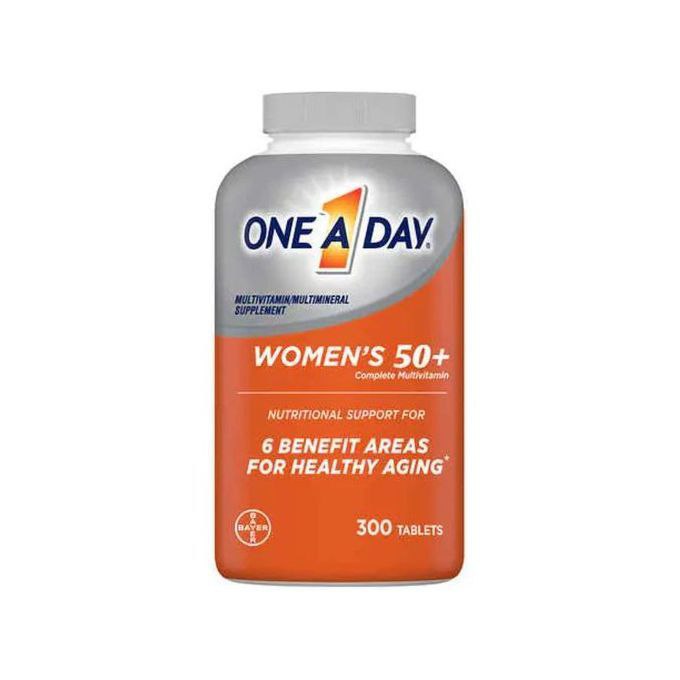 ONE A DAY®
MULTIVITAMIN/MULTIMINERAL
SUPPLEMENT
WOMEN'S 50+
Complete Multivitamin
NUTRITIONAL SUPPORT FOR
6 BENEFIT AREAS
FOR HEALTHY AGING*
BAYER
BAYER
300 TABLETS